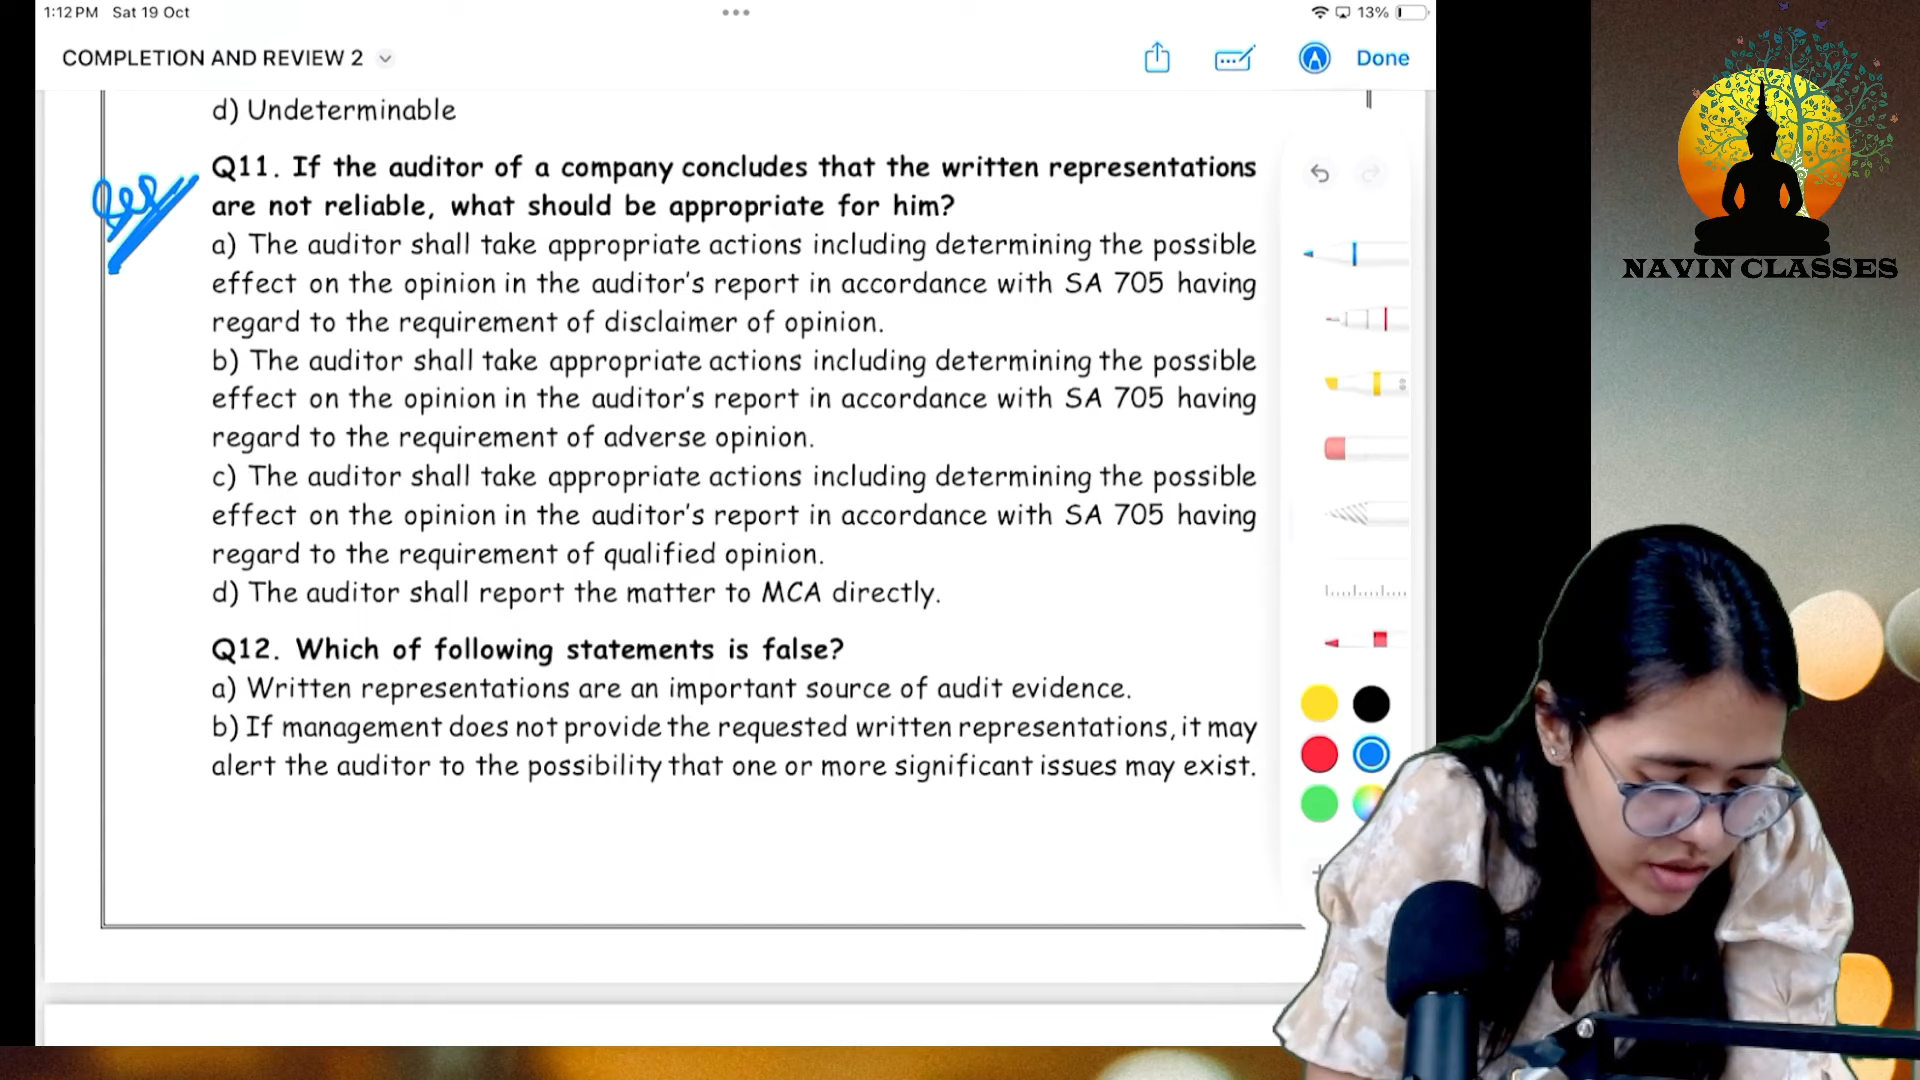 1:12 PM Sat 19 Oct
13%
COMPLETION AND REVIEW 2
Done
d) Undeterminable
Q11. If the auditor of a company concludes that the written representations
are not reliable, what should be appropriate for him?
a) The auditor shall take appropriate actions including determining the possible
effect on the opinion in the auditor's report in accordance with SA 705 having
regard to the requirement of disclaimer of opinion.
b) The auditor shall take appropriate actions including determining the possible
effect on the opinion in the auditor's report in accordance with SA 705 having
regard to the requirement of adverse opinion.
c) The auditor shall take appropriate actions including determining the possible
effect on the opinion in the auditor's report in accordance with SA 705 having
regard to the requirement of qualified opinion.
d) The auditor shall report the matter to MCA directly.
Q12. Which of following statements is false?
a) Written representations are an important source of audit evidence.
b) If management does not provide the requested written representations, it may
alert the auditor to the possibility that one or more significant issues may exist.
NAVIN CLASSES